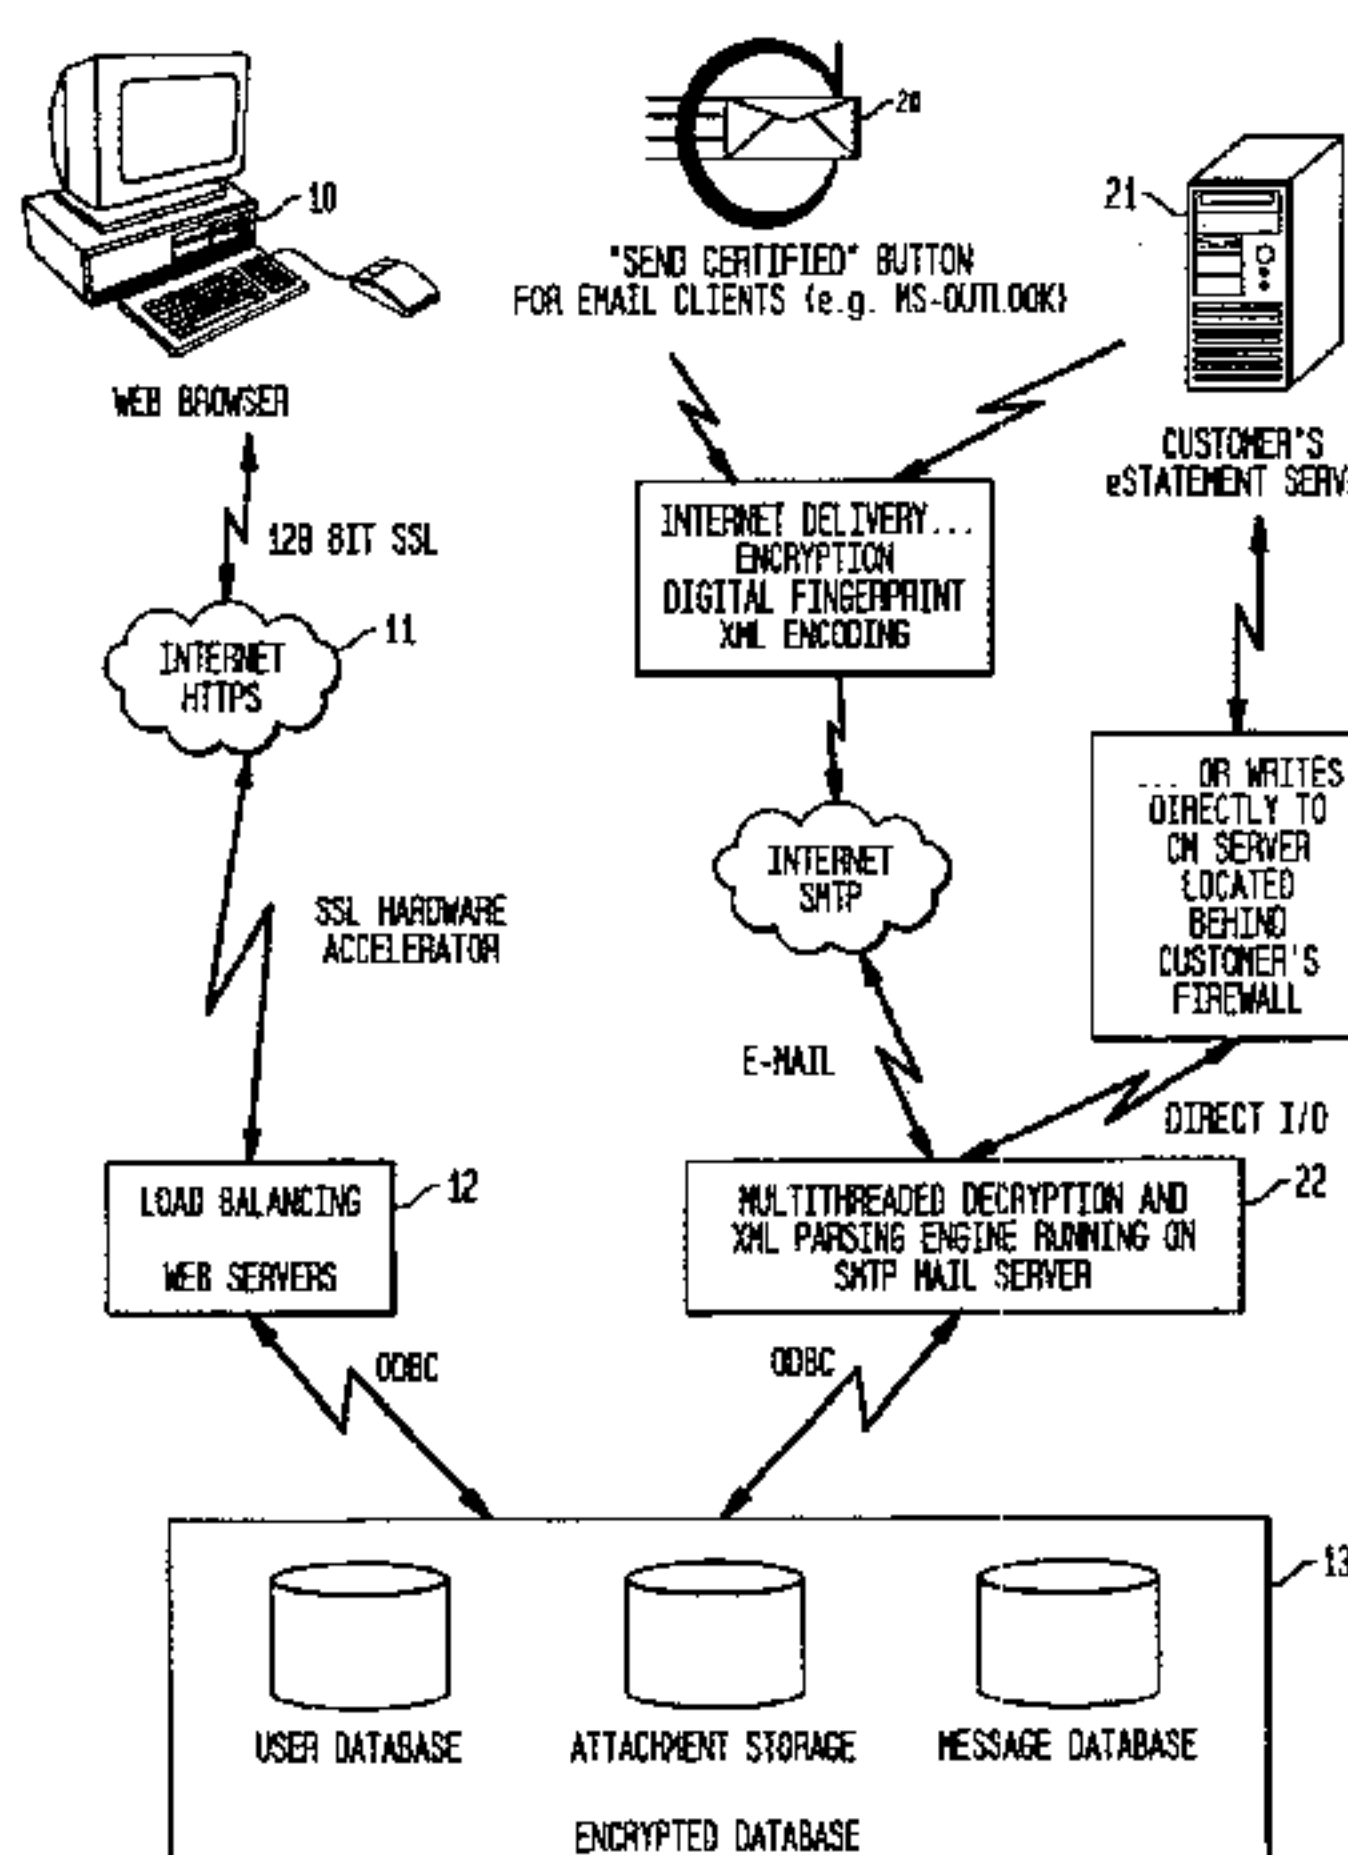 10
20
21
"SEND CERTIFIED" BUTTON
FOR EMAIL CLIENTS (e.g. MS-OUTLOOK)
WEB BROWSER
CUSTOMER'S
eSTATEMENT SERV
128 BIT SSL
INTERNET DELIVERY...
ENCRYPTION
DIGITAL FINGERPRINT
XML ENCODING
11
INTERNET
HTTPS
... OR WRITES
DIRECTLY TO
CM SERVER
LOCATED
BEHIND
CUSTOMER'S
FIREWALL
INTERNET
SMTP
SSL HARDWARE
ACCELERATOR
E-MAIL
DIRECT I/O
LOAD BALANCING
WEB SERVERS
12
MULTITHREADED DECRYPTION AND
XML PARSING ENGINE RUNNING ON
SMTP MAIL SERVER
22
ODBC
ODBC
13
USER DATABASE
ATTACHMENT STORAGE
MESSAGE DATABASE
ENCRYPTED DATABASE